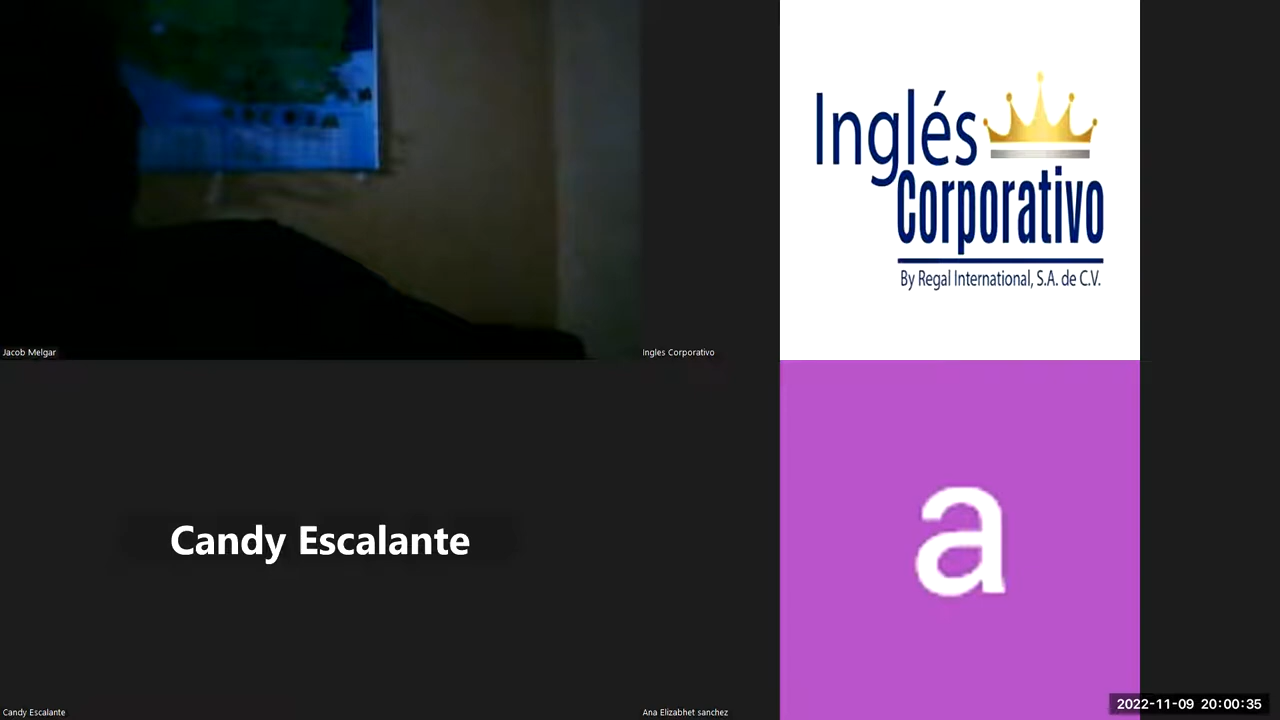 Inglés
Corporativo
By Regal International, S.A. de C.V.
Jacob Melgar
Ingles Corporativo
Candy Escalante
a
Candy Escalante
Ana Elizabhet sanchez
2022-11-09 20:00:35